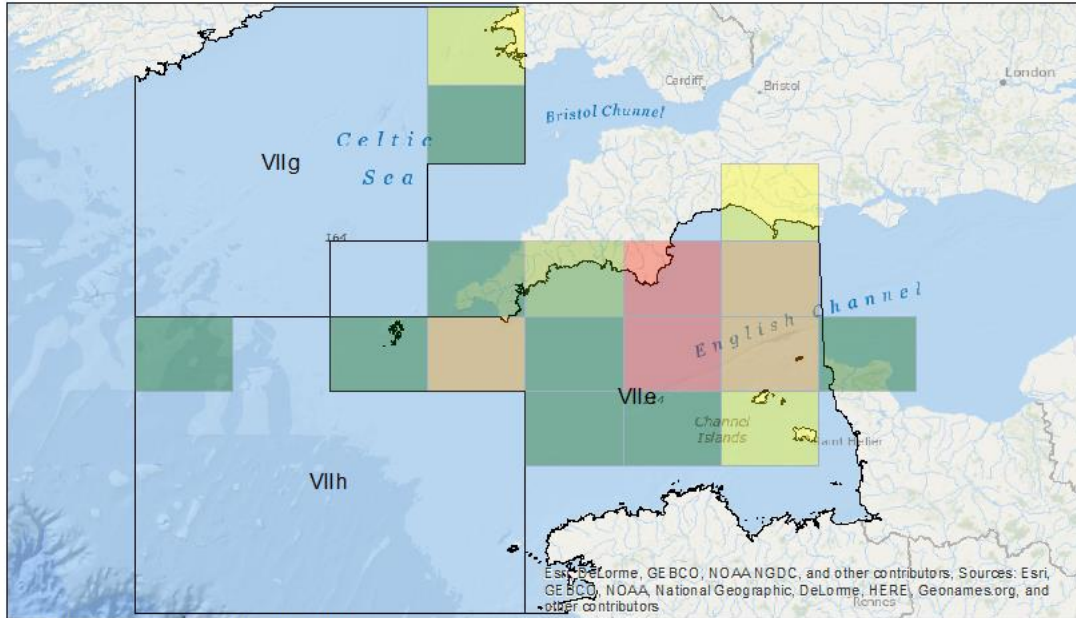 London
Cardiff
Bristol
Bristol Channel
Celtic
Sea
VIIg
English Channel
VIIe
Channel
Islands
Saint Helier
VIIh
Esri, DeLorme, GEBCO, NOAA NGDC, and other contributors, Sources: Esri,
GEBCO, NOAA, National Geographic, DeLorme, HERE, Geonames.org, and
other contributors
Rennes